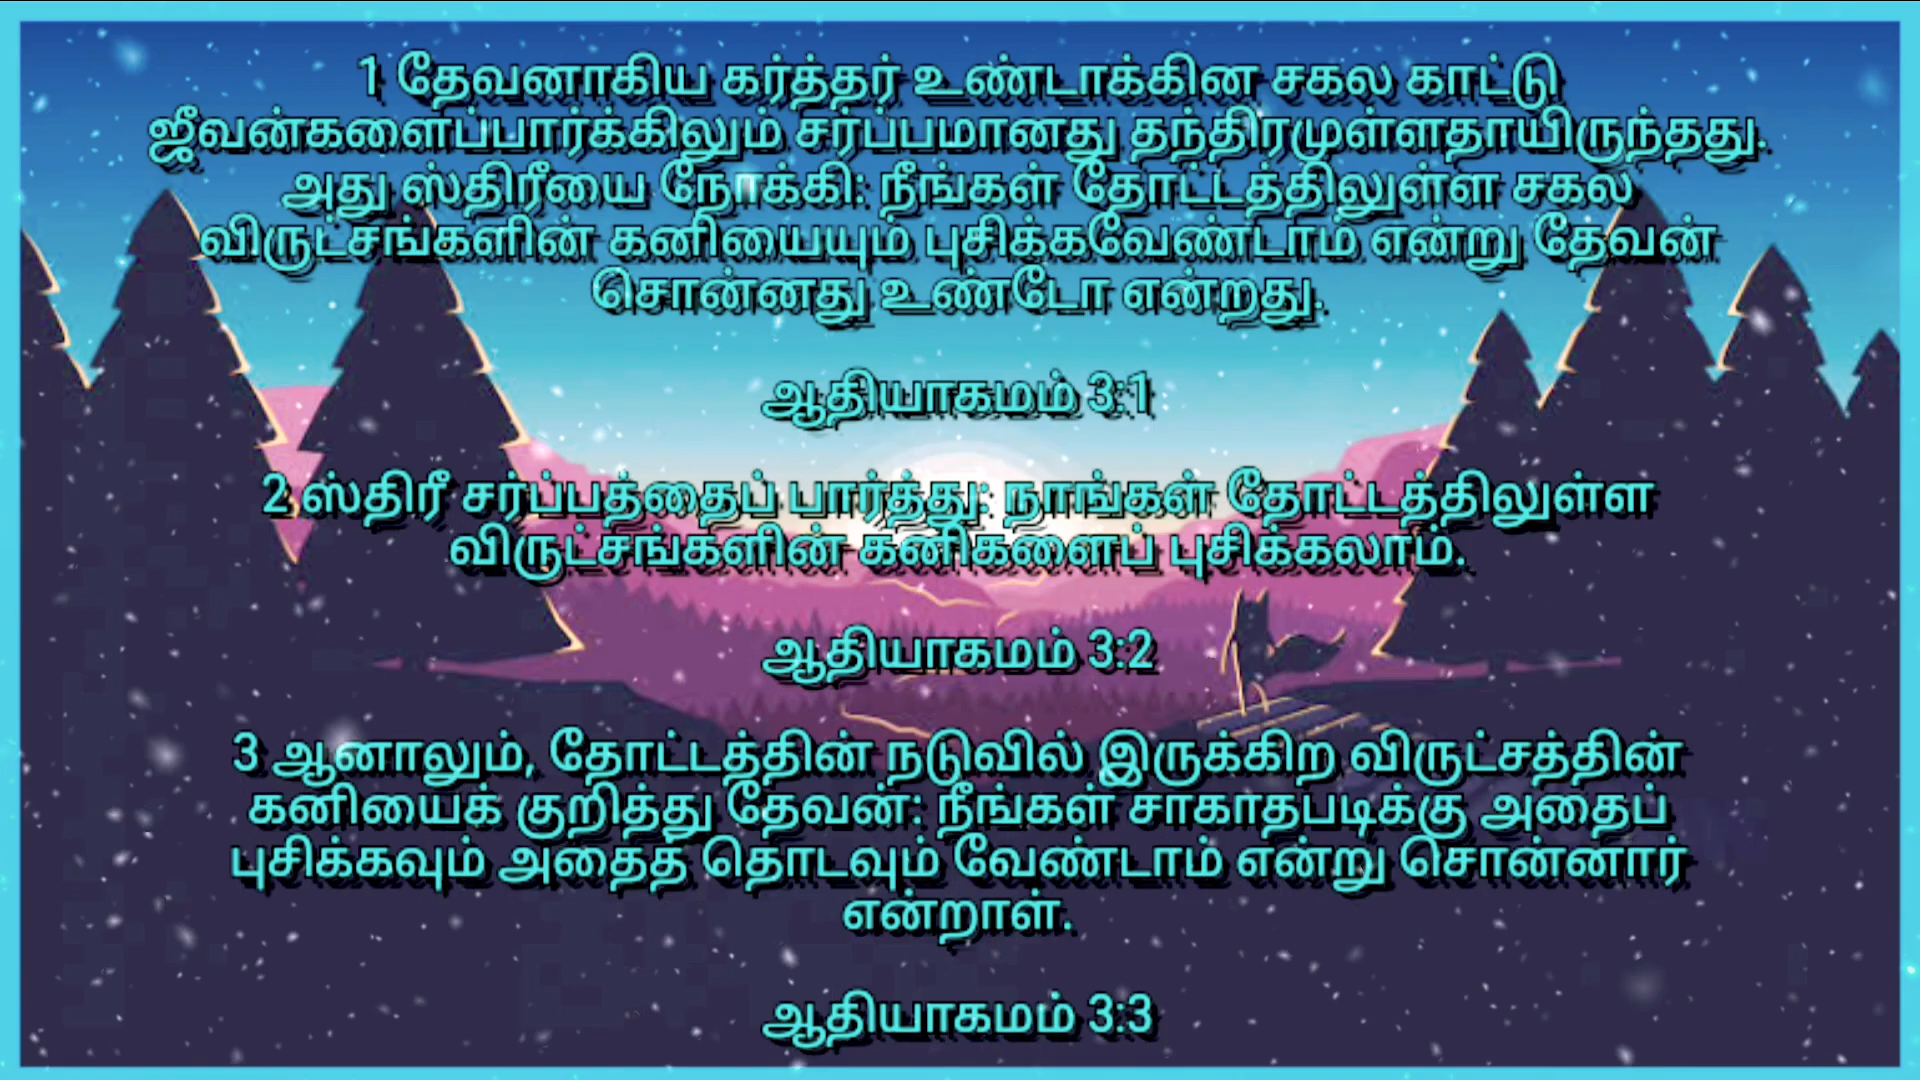 1 தேவனாகிய கர்த்தர் உண்டாக்கின சகல காட்டு
ஜீவன்களைப்பார்க்கிலும் சர்ப்பமானது தந்திரமுள்ளதாயிருந்தது.
அது ஸ்திரீயை நோக்கி: நீங்கள் தோட்டத்திலுள்ள சகல
விருட்சங்களின் கனியையும் புசிக்கவேண்டாம் என்று தேவன்
சொன்னது உண்டோ என்றது.
ஆதியாகமம் 3:1
2 ஸ்திரீ சர்ப்பத்தைப் பார்த்து: நாங்கள் தோட்டத்திலுள்ள
விருட்சங்களின் கனிகளைப் புசிக்கலாம்.
ஆதியாகமம் 3:2
3 ஆனாலும், தோட்டத்தின் நடுவில் இருக்கிற விருட்சத்தின்
கனியைக் குறித்து தேவன்: நீங்கள் சாகாதபடிக்கு அதைப்
புசிக்கவும் அதைத் தொடவும் வேண்டாம் என்று சொன்னார்
என்றாள்.
ஆதியாகமம் 3:3